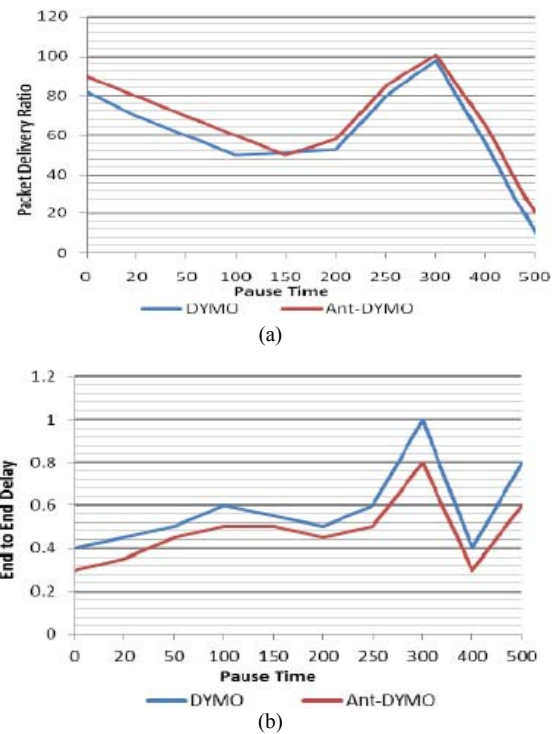 120
100
80
60
40
20
0
Packet Delivery Ratio
0 20 50 100 150 200 250 300 400 500
Pause Time
DYMO Ant-DYMO
(a)
1.2
1
0.8
0.6
0.4
0.2
0
End to End Delay
0 20 50 100 150 200 250 300 400 500
Pause Time
DYMO Ant-DYMO
(b)